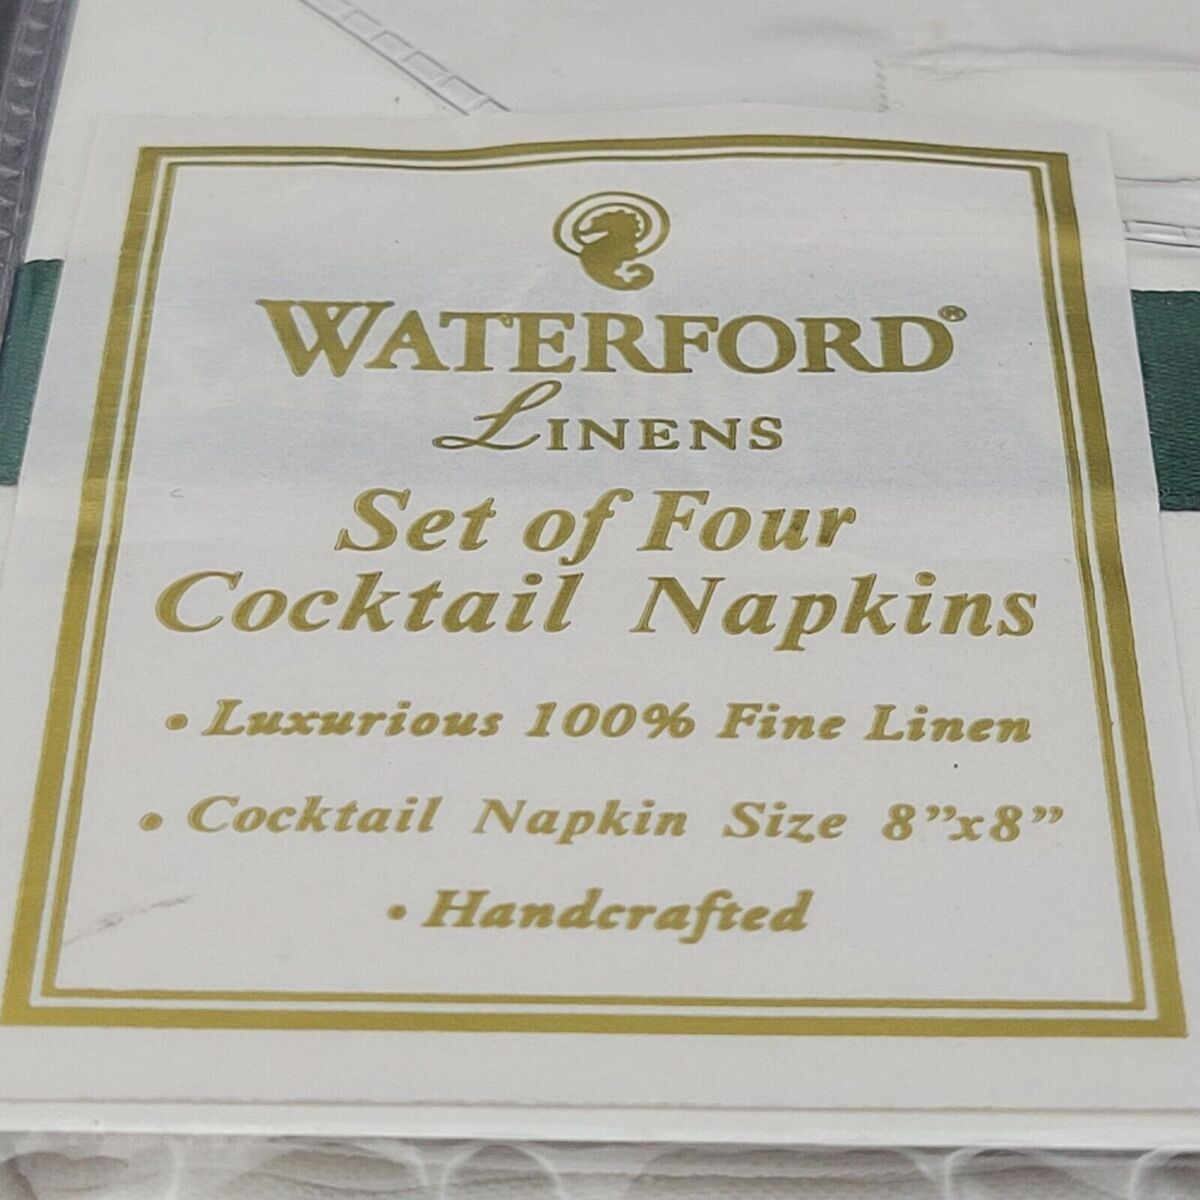 WATERFORD®
LINENS
Set of Four
Cocktail Napkins
• Luxurious 100% Fine Linen
• Cocktail Napkin Size 8”x8”
• Handcrafted